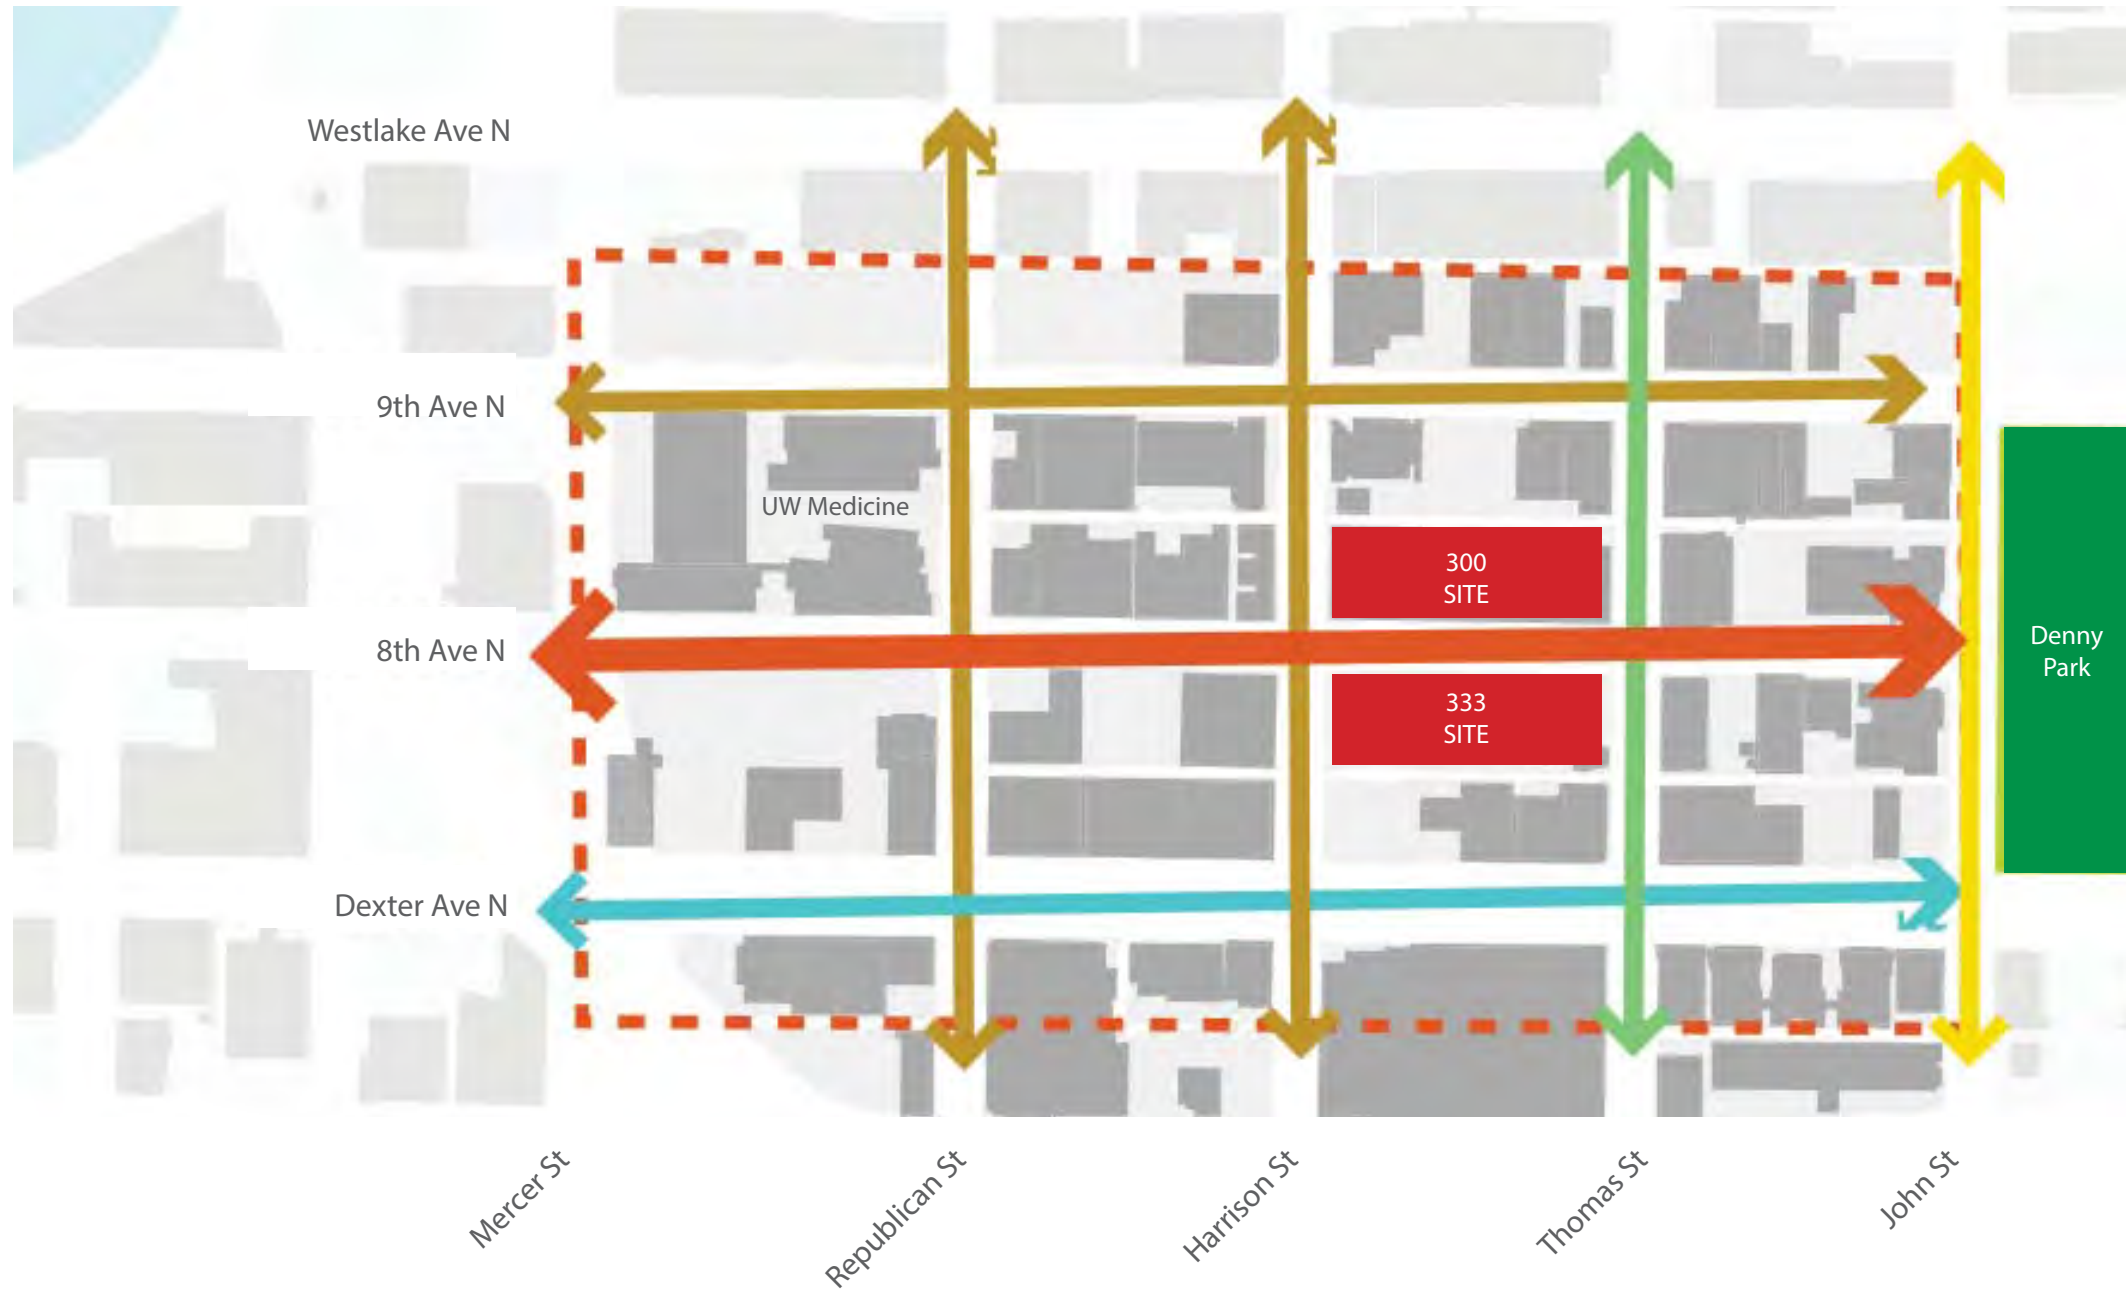 Westlake Ave N
9th Ave N
UW Medicine
300
SITE
8th Ave N
Denny
Park
333
SITE
Dexter Ave N
Mercer St
Republican St
Harrison St
Thomas St
John St